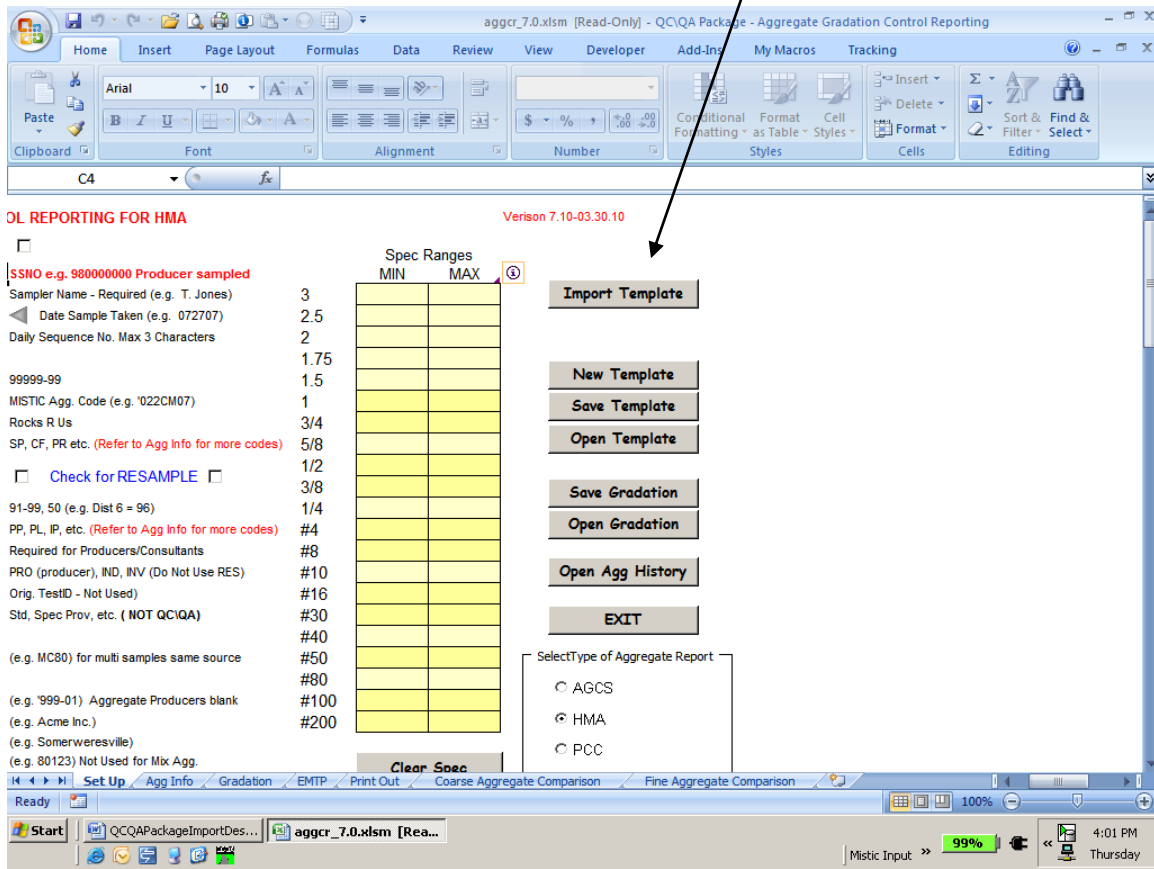 aggcr_7.0.xlsm [Read-Only] - QC\QA Package - Aggregate Gradation Control Reporting
Home Insert Page Layout Formulas Data Review View Developer Add-Ins My Macros Tracking
Paste
Arial 10
B I U
$ % ,
Conditional Formatting
Format as Table
Cell Styles
Insert
Delete
Format
Sort & Filter
Find & Select
Clipboard Font Alignment Number Styles Cells Editing
C4 fx
OL REPORTING FOR HMA Verison 7.10-03.30.10
Spec Ranges
SSNO e.g. 980000000 Producer sampled MIN MAX
Sampler Name - Required (e.g. T. Jones) 3 Import Template
Date Sample Taken (e.g. 072707) 2.5
Daily Sequence No. Max 3 Characters 2
1.75
99999-99 1.5 New Template
MISTIC Agg. Code (e.g. '022CM07) 1 Save Template
Rocks R Us 3/4
SP, CF, PR etc. (Refer to Agg Info for more codes) 5/8 Open Template
1/2
Check for RESAMPLE
3/8 Save Gradation
91-99, 50 (e.g. Dist 6 = 96) 1/4
PP, PL, IP, etc. (Refer to Agg Info for more codes) #4 Open Gradation
Required for Producers/Consultants #8
PRO (producer), IND, INV (Do Not Use RES) #10 Open Agg History
Orig. TestID - Not Used) #16
Std, Spec Prov, etc. ( NOT QC\QA) #30 EXIT
#40
(e.g. MC80) for multi samples same source #50 SelectType of Aggregate Report
#80 AGCS
(e.g. '999-01) Aggregate Producers blank #100
(e.g. Acme Inc.) #200 HMA
(e.g. Somerweresville) PCC
(e.g. 80123) Not Used for Mix Agg. Clear Spec
Set Up Agg Info Gradation EMTP Print Out Coarse Aggregate Comparison Fine Aggregate Comparison
Ready 100%
Start QCQAPackageImportDes... aggcr_7.0.xlsm [Rea... 4:01 PM
Mistic Input » 99% « Thursday